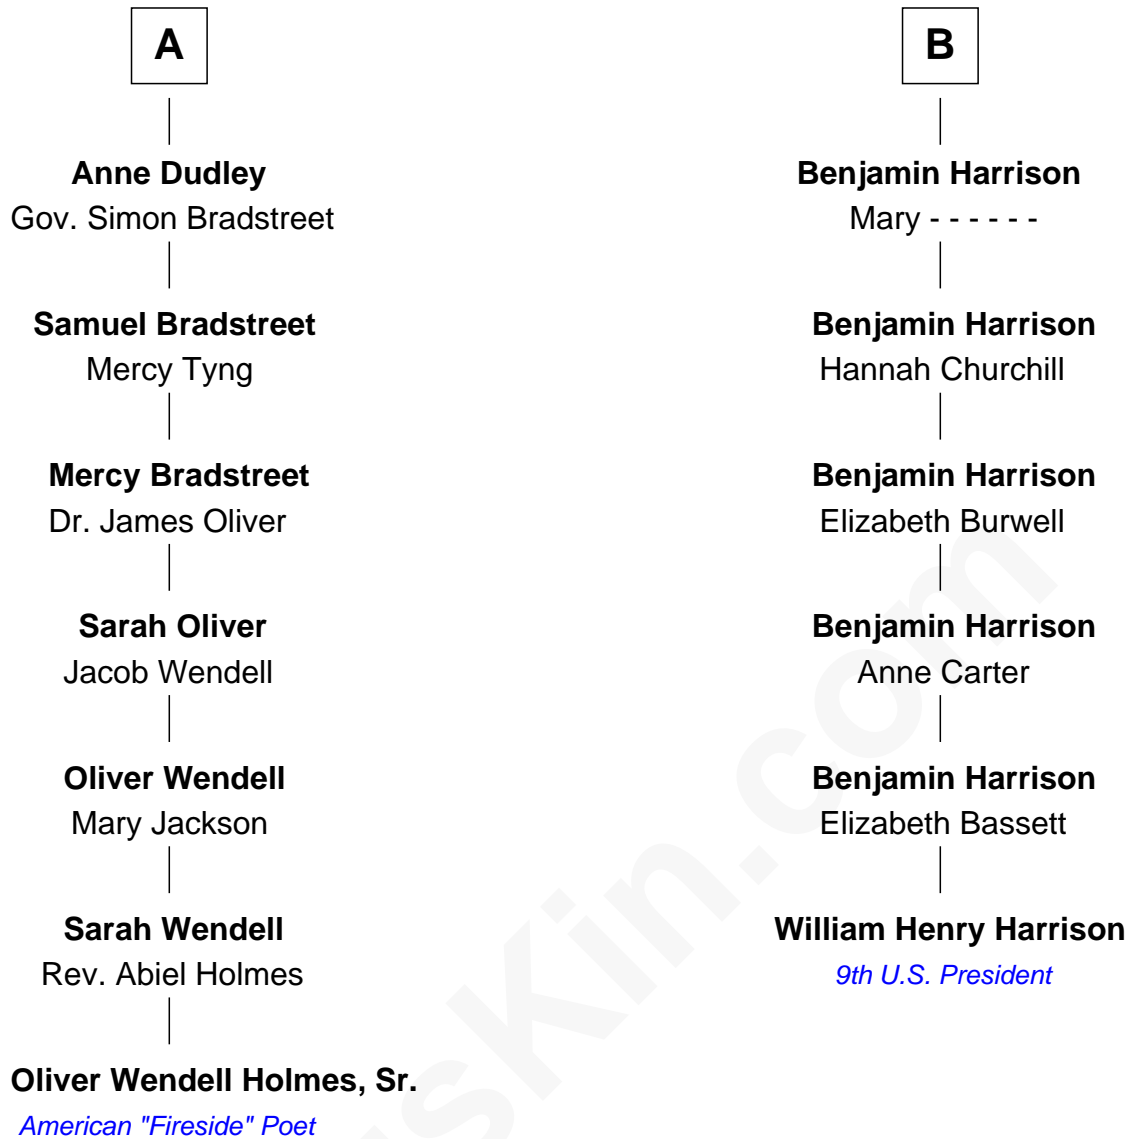 A
Anne Dudley
Gov. Simon Bradstreet
Samuel Bradstreet
Mercy Tyng
Mercy Bradstreet
Dr. James Oliver
Sarah Oliver
Jacob Wendell
Oliver Wendell
Mary Jackson
Sarah Wendell
Rev. Abiel Holmes
Oliver Wendell Holmes, Sr.
American "Fireside" Poet
B
Benjamin Harrison
Mary - - - - - -
Benjamin Harrison
Hannah Churchill
Benjamin Harrison
Elizabeth Burwell
Benjamin Harrison
Anne Carter
Benjamin Harrison
Elizabeth Bassett
William Henry Harrison
9th U.S. President